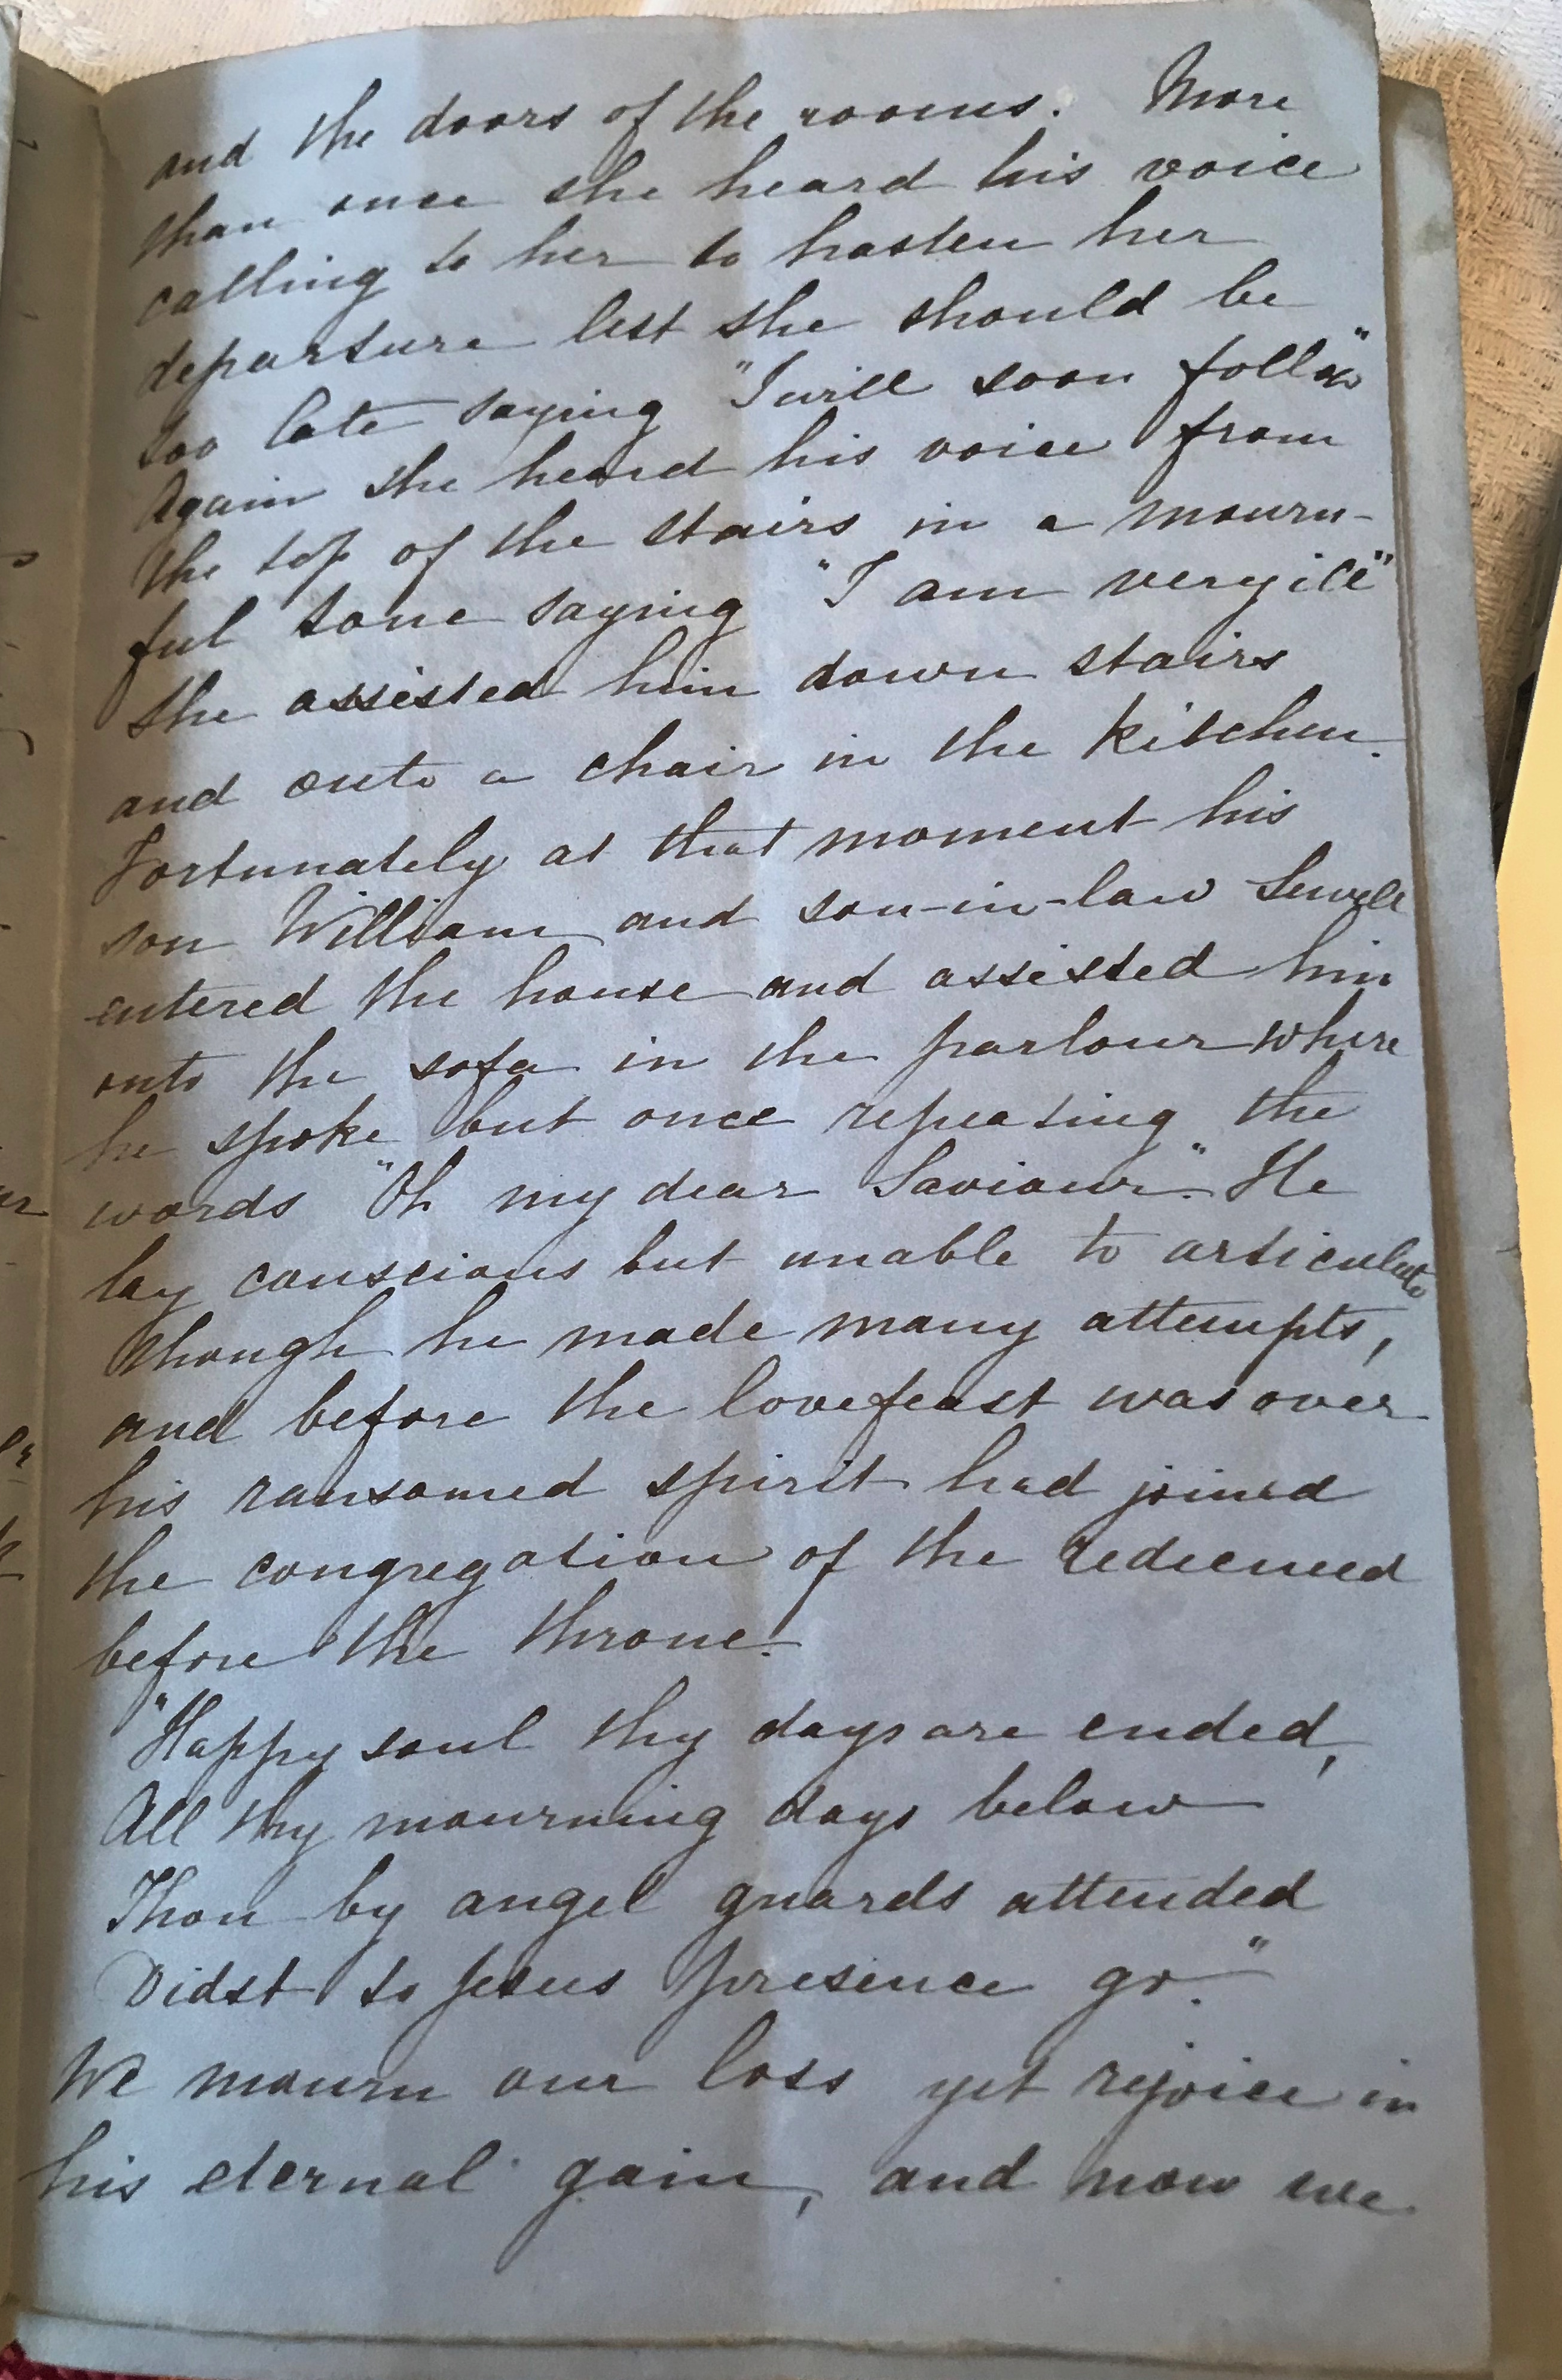 and the doors of the rooms. More
than once she heard his voice
calling to her to hasten her
departure lest she should be
too late saying "I will soon follow"
Again she heard his voice from
the top of the stairs in a mourn-
ful tone saying "I am very ill"
She assisted him down stairs
and onto a chair in the kitchen.
Fortunately at that moment his
son William and son-in-law Sewell
entered the house and assisted him
onto the sofa in the parlour where
he spoke but once repeating the
words "Oh my dear Saviour." He
lay conscious but unable to articulate
though he made many attempts,
and before the lovefeast was over
his ransomed spirit had joined
the congregation of the redeemed
before the throne.
"Happy soul thy days are ended,
All thy mourning days below
Thou by angel guards attended
Didst to Jesus presence go."
We mourn our loss yet rejoice in
his eternal gain, and now we